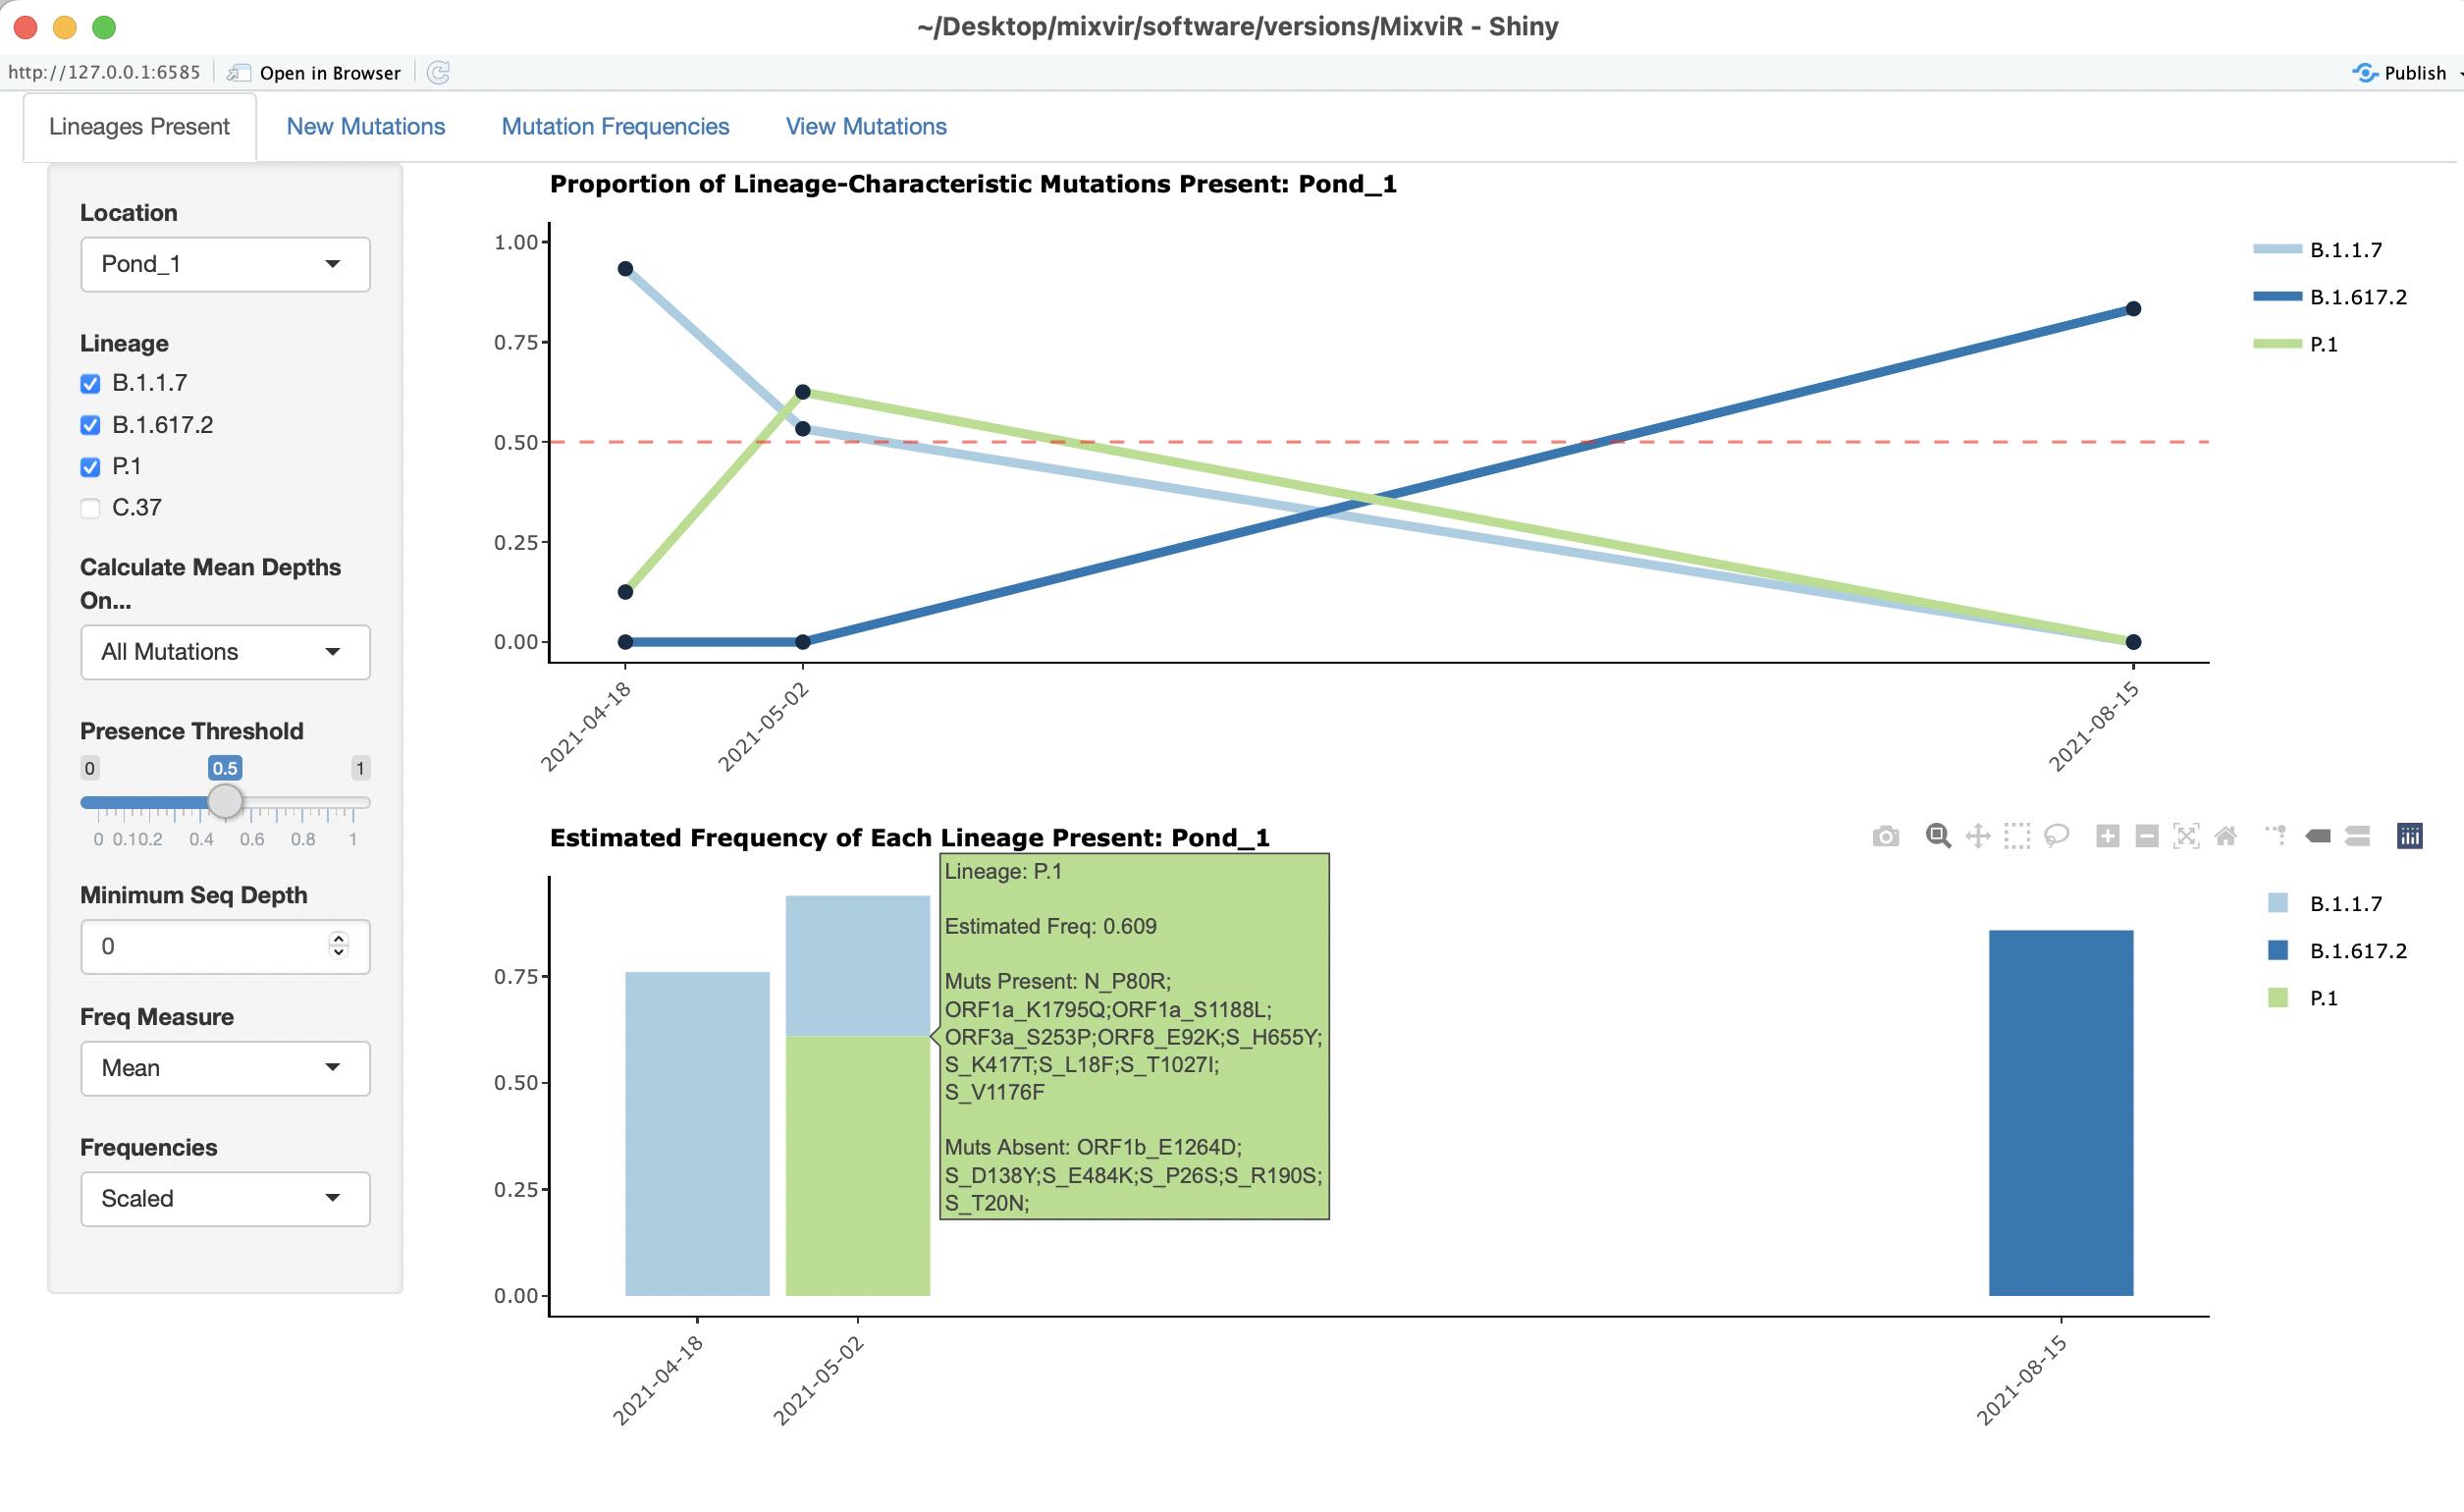 ~/Desktop/mixvir/software/versions/MixviR - Shiny
http://127.0.0.1:6585
Open in Browser
Publish
Lineages Present
New Mutations
Mutation Frequencies
View Mutations
Location
Pond_1
Lineage
B.1.1.7
B.1.617.2
P.1
C.37
Calculate Mean Depths
On...
All Mutations
Presence Threshold
0
0.5
1
0 0.1 0.2 0.4 0.6 0.8 1
Minimum Seq Depth
0
Freq Measure
Mean
Frequencies
Scaled
Proportion of Lineage-Characteristic Mutations Present: Pond_1
1.00
0.75
0.50
0.25
0.00
2021-04-18
2021-05-02
2021-08-15
B.1.1.7
B.1.617.2
P.1
Estimated Frequency of Each Lineage Present: Pond_1
0.75
0.50
0.25
0.00
Lineage: P.1
Estimated Freq: 0.609
Muts Present: N_P80R;
ORF1a_K1795Q;ORF1a_S1188L;
ORF3a_S253P;ORF8_E92K;S_H655Y;
S_K417T;S_L18F;S_T1027I;
S_V1176F
Muts Absent: ORF1b_E1264D;
S_D138Y;S_E484K;S_P26S;S_R190S;
S_T20N;
2021-04-18
2021-05-02
2021-08-15
B.1.1.7
B.1.617.2
P.1